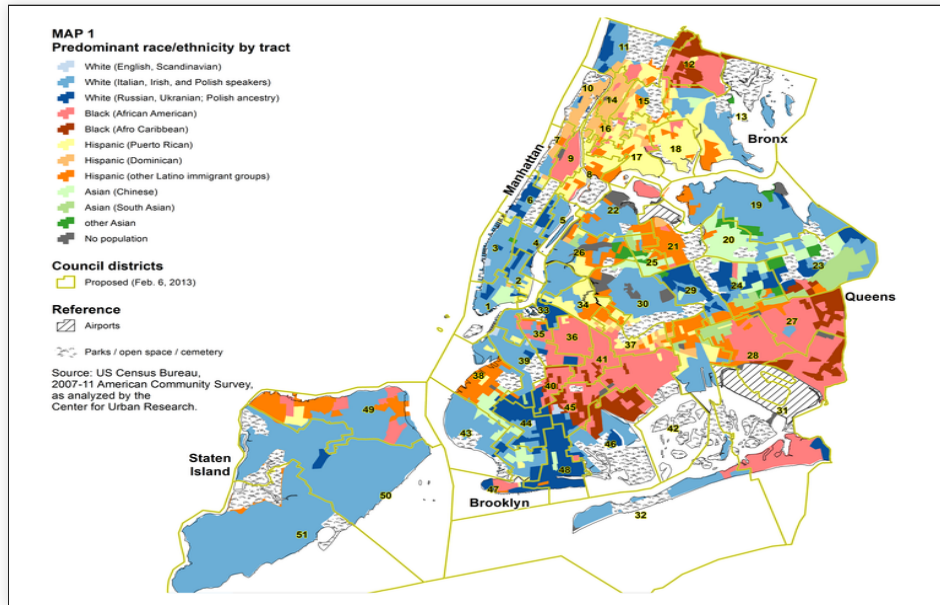 MAP 1
Predominant race/ethnicity by tract
White (English, Scandinavian)
White (Italian, Irish, and Polish speakers)
White (Russian, Ukranian; Polish ancestry)
Black (African American)
Black (Afro Caribbean)
Hispanic (Puerto Rican)
Hispanic (Dominican)
Hispanic (other Latino immigrant groups)
Asian (Chinese)
Asian (South Asian)
other Asian
No population
Council districts
Proposed (Feb. 6, 2013)
Reference
Airports
Parks / open space / cemetery
Source: US Census Bureau,
2007-11 American Community Survey,
as analyzed by the
Center for Urban Research.
11
12
10
14
15
13
Bronx
16
7
9
17
18
8
Manhattan
6
22
19
5
3
4
26
21
20
25
23
2
24
29
30
Queens
1
33
34
27
35
36
37
28
39
41
38
40
31
49
45
42
43
44
46
Staten
Island
48
47
50
Brooklyn
32
51